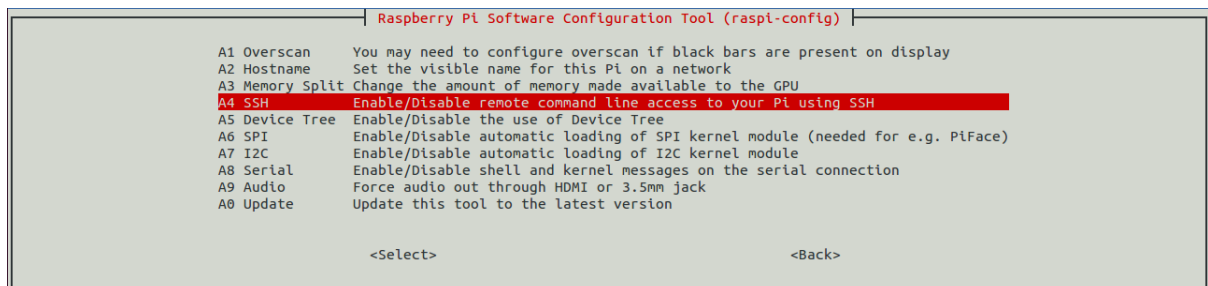 Raspberry Pi Software Configuration Tool (raspi-config)
A1 Overscan You may need to configure overscan if black bars are present on display
A2 Hostname Set the visible name for this Pi on a network
A3 Memory Split Change the amount of memory made available to the GPU
A4 SSH Enable/Disable remote command line access to your Pi using SSH
A5 Device Tree Enable/Disable the use of Device Tree
A6 SPI Enable/Disable automatic loading of SPI kernel module (needed for e.g. PiFace)
A7 I2C Enable/Disable automatic loading of I2C kernel module
A8 Serial Enable/Disable shell and kernel messages on the serial connection
A9 Audio Force audio out through HDMI or 3.5mm jack
A0 Update Update this tool to the latest version
<Select> <Back>